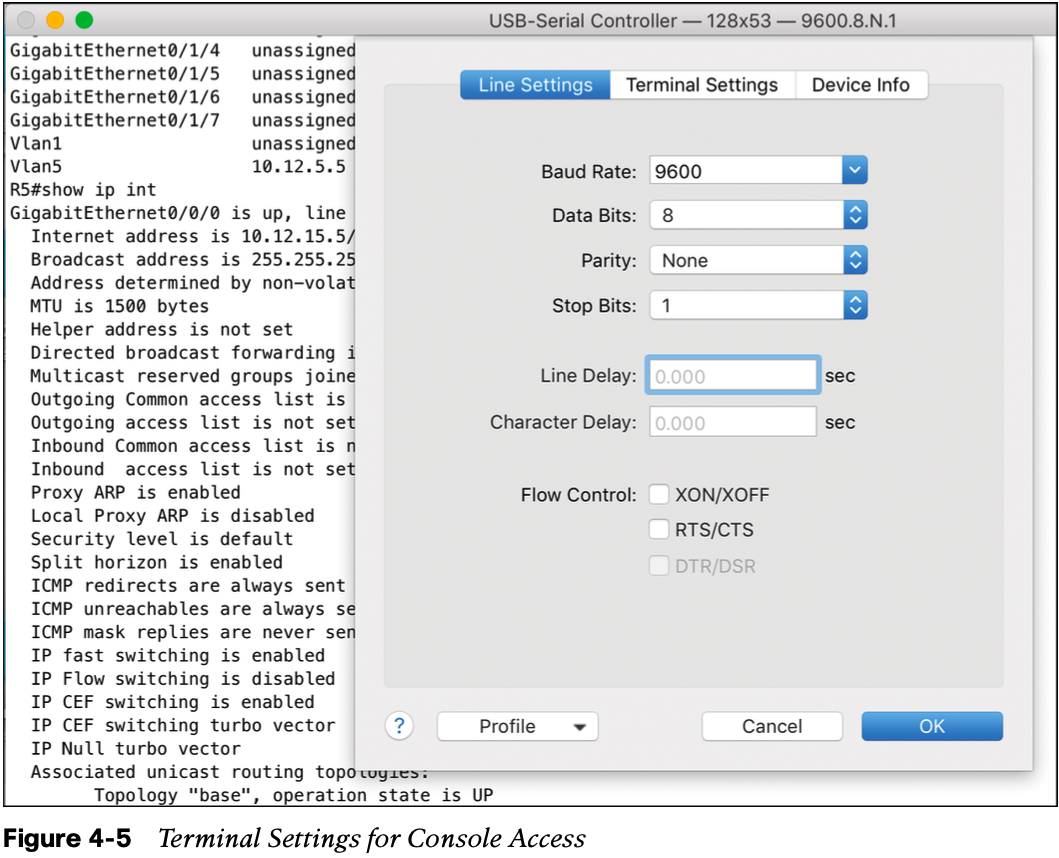 USB-Serial Controller — 128x53 — 9600.8.N.1
GigabitEthernet0/1/4 unassigned
GigabitEthernet0/1/5 unassigned
GigabitEthernet0/1/6 unassigned
GigabitEthernet0/1/7 unassigned
Vlan1 unassigned
Vlan5 10.12.5.5
R5#show ip int
GigabitEthernet0/0/0 is up, line
Internet address is 10.12.15.5/
Broadcast address is 255.255.25
Address determined by non-volat
MTU is 1500 bytes
Helper address is not set
Directed broadcast forwarding i
Multicast reserved groups joine
Outgoing Common access list is
Outgoing access list is not set
Inbound Common access list is n
Inbound  access list is not set
Proxy ARP is enabled
Local Proxy ARP is disabled
Security level is default
Split horizon is enabled
ICMP redirects are always sent
ICMP unreachables are always se
ICMP mask replies are never sen
IP fast switching is enabled
IP Flow switching is disabled
IP CEF switching is enabled
IP CEF switching turbo vector
IP Null turbo vector
Associated unicast routing topologies:
Topology "base", operation state is UP
Line Settings Terminal Settings Device Info
Baud Rate: 9600
Data Bits: 8
Parity: None
Stop Bits: 1
Line Delay: 0.000 sec
Character Delay: 0.000 sec
Flow Control: XON/XOFF
RTS/CTS
DTR/DSR
? Profile Cancel OK
Figure 4-5 Terminal Settings for Console Access